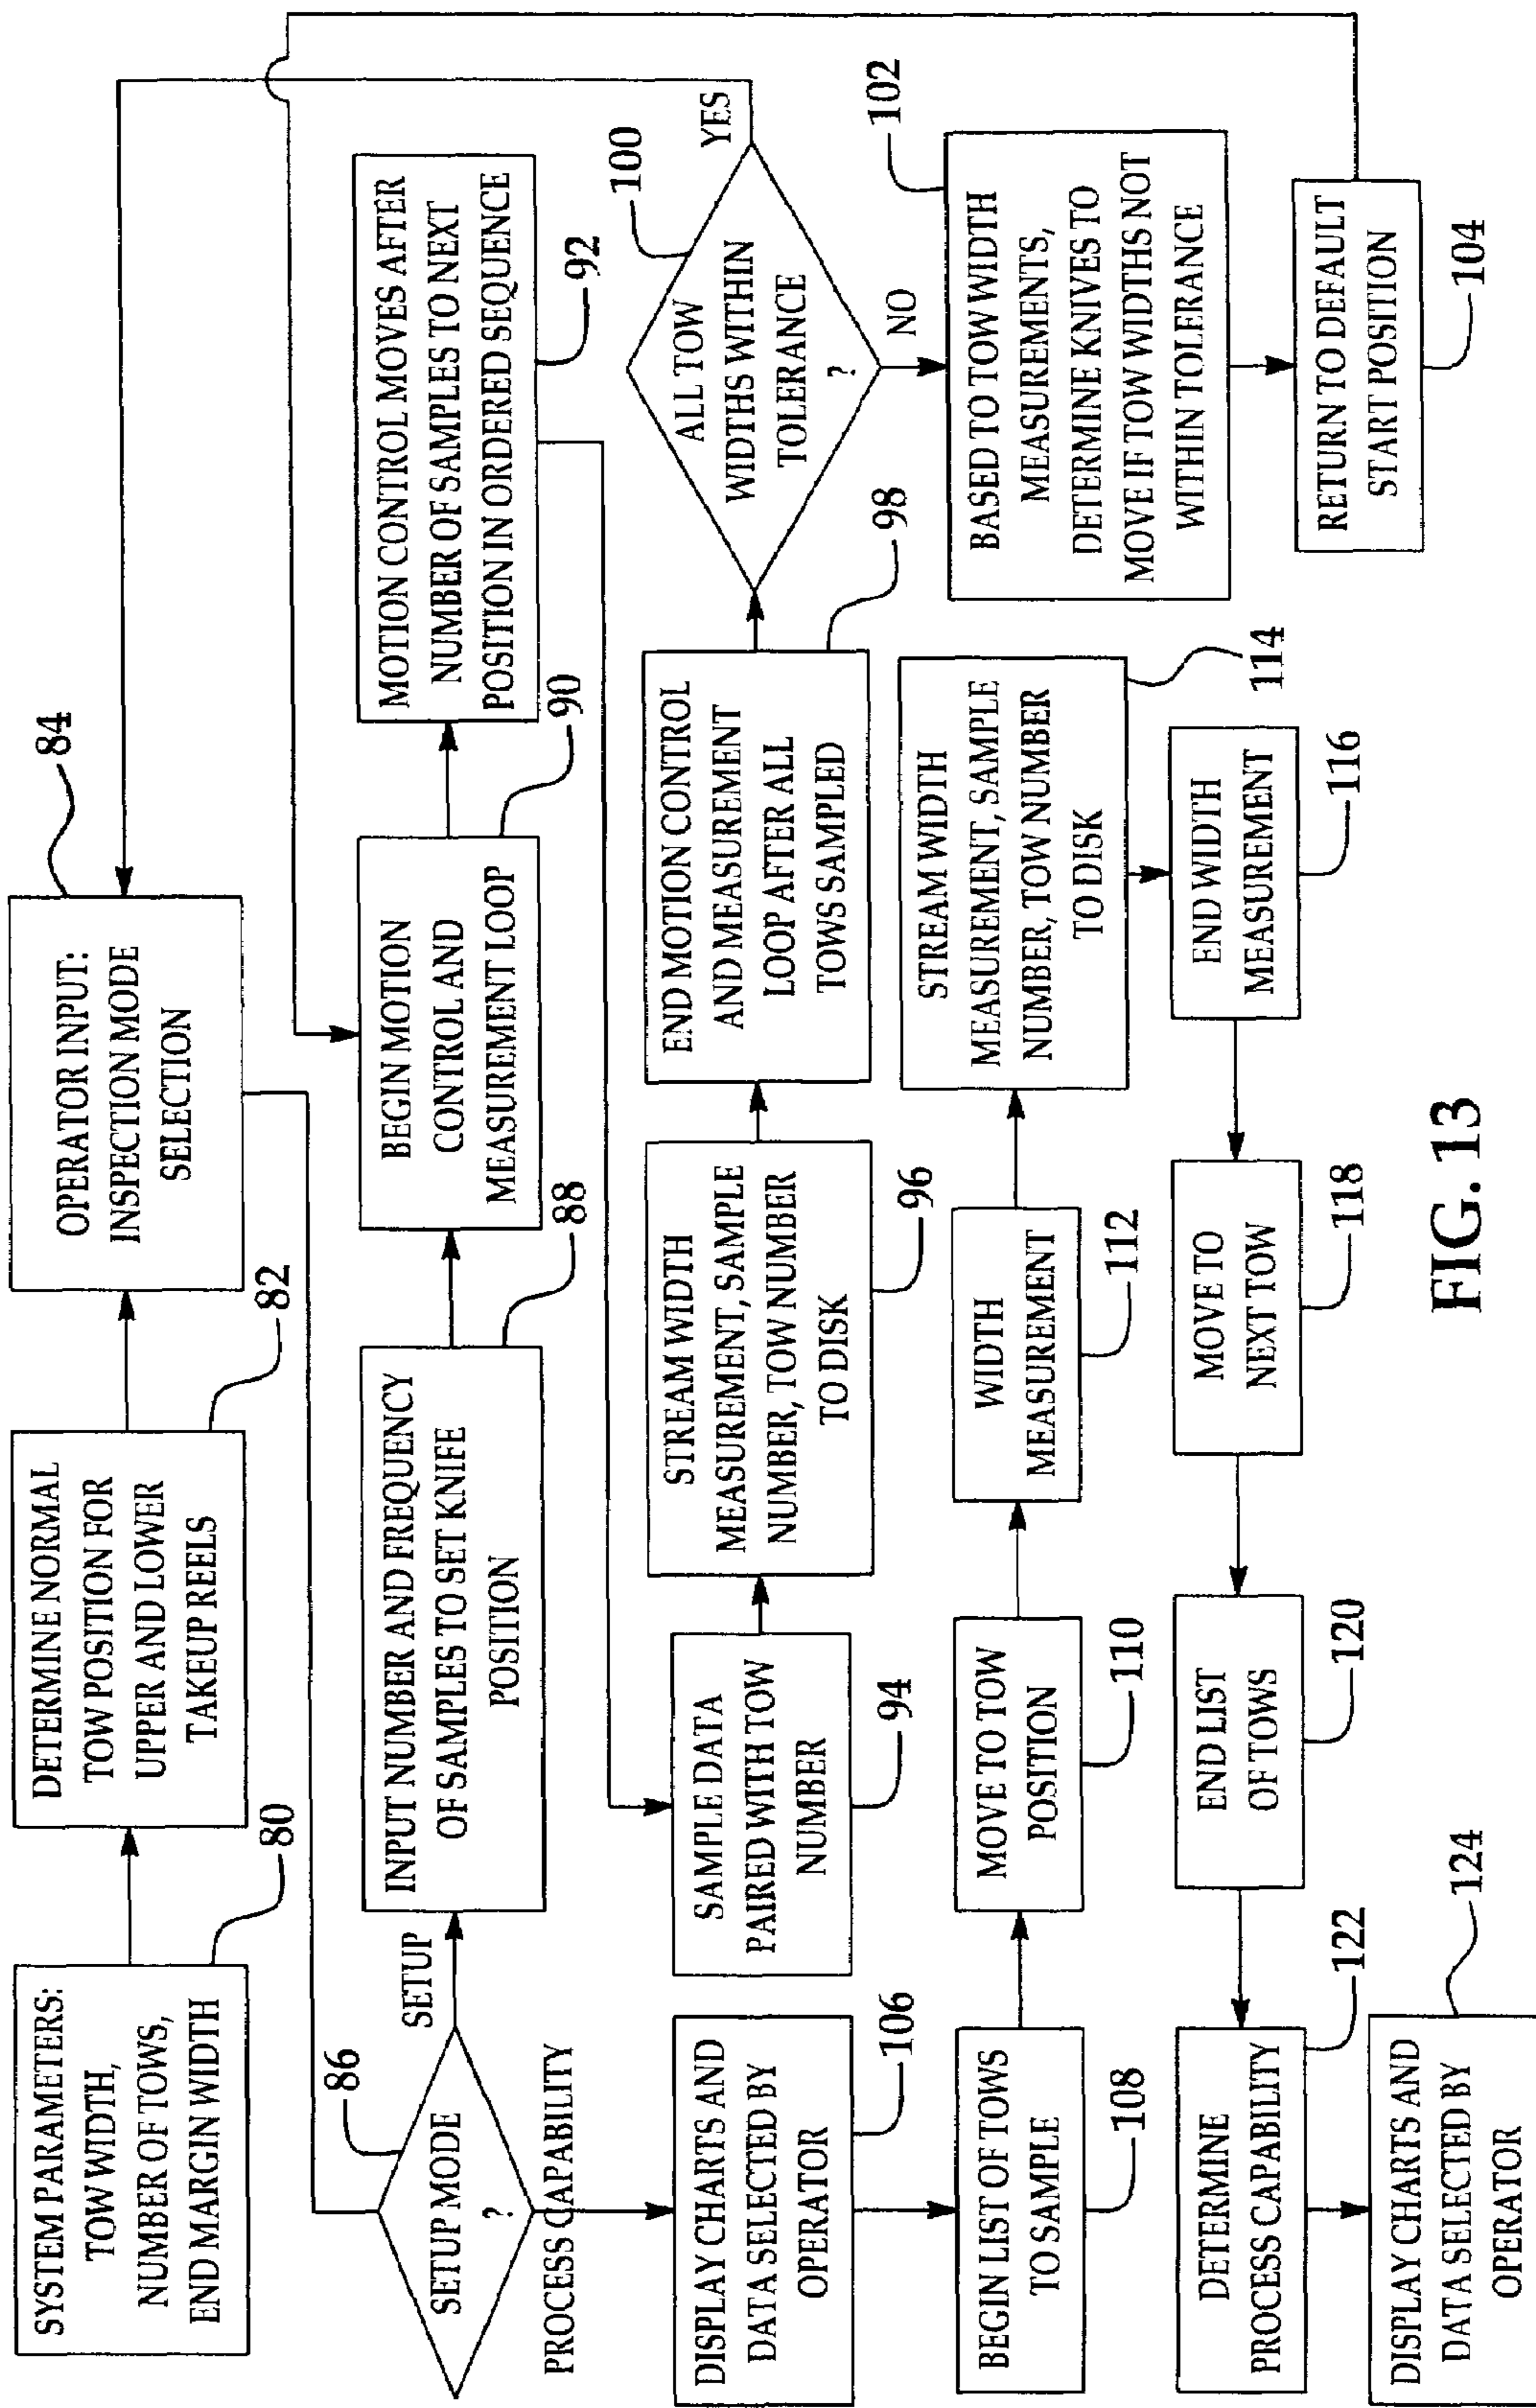 SYSTEM PARAMETERS:
TOW WIDTH,
NUMBER OF TOWS,
END MARGIN WIDTH
80
DETERMINE NORMAL
TOW POSITION FOR
UPPER AND LOWER
TAKEUP REELS
82
OPERATOR INPUT:
INSPECTION MODE
SELECTION
84
86
SETUP MODE
?
SETUP
PROCESS CAPABILITY
INPUT NUMBER AND FREQUENCY
OF SAMPLES TO SET KNIFE
POSITION
88
BEGIN MOTION
CONTROL AND
MEASUREMENT LOOP
90
MOTION CONTROL MOVES AFTER
NUMBER OF SAMPLES TO NEXT
POSITION IN ORDERED SEQUENCE
92
SAMPLE DATA
PAIRED WITH TOW
NUMBER
94
STREAM WIDTH
MEASUREMENT, SAMPLE
NUMBER, TOW NUMBER
TO DISK
96
END MOTION CONTROL
AND MEASUREMENT
LOOP AFTER ALL
TOWS SAMPLED
98
100
ALL TOW
WIDTHS WITHIN
TOLERANCE
?
YES
NO
102
BASED TO TOW WIDTH
MEASUREMENTS,
DETERMINE KNIVES TO
MOVE IF TOW WIDTHS NOT
WITHIN TOLERANCE
RETURN TO DEFAULT
START POSITION
104
DISPLAY CHARTS AND
DATA SELECTED BY
OPERATOR
106
BEGIN LIST OF TOWS
TO SAMPLE
108
MOVE TO TOW
POSITION
110
WIDTH
MEASUREMENT
112
STREAM WIDTH
MEASUREMENT, SAMPLE
NUMBER, TOW NUMBER
TO DISK
114
END WIDTH
MEASUREMENT
116
MOVE TO
NEXT TOW
118
END LIST
OF TOWS
120
DETERMINE
PROCESS CAPABILITY
122
DISPLAY CHARTS AND
DATA SELECTED BY
OPERATOR
124
FIG. 13